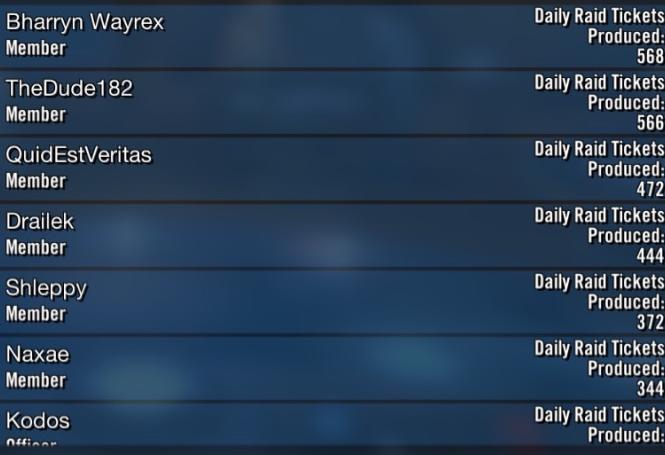 Bharryn Wayrex
Member
Daily Raid Tickets
Produced:
568
TheDude182
Member
Daily Raid Tickets
Produced:
566
QuidEstVeritas
Member
Daily Raid Tickets
Produced:
472
Drailek
Member
Daily Raid Tickets
Produced:
444
Shleppy
Member
Daily Raid Tickets
Produced:
372
Naxae
Member
Daily Raid Tickets
Produced:
344
Kodos
Officer
Daily Raid Tickets
Produced: